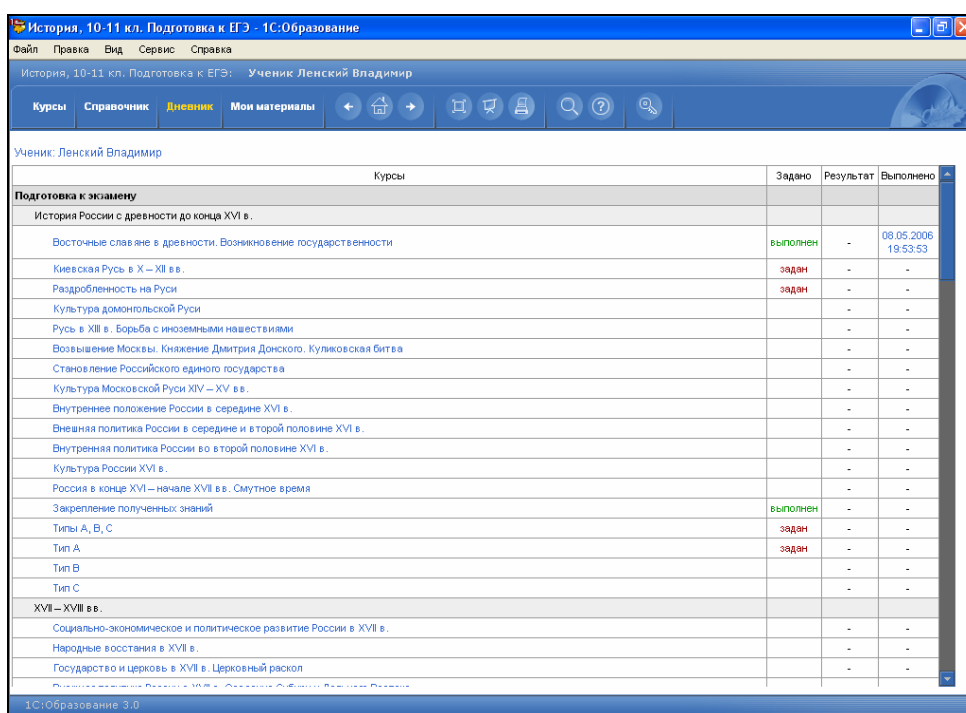 История, 10-11 кл. Подготовка к ЕГЭ - 1С:Образование
Файл Правка Вид Сервис Справка
История, 10-11 кл. Подготовка к ЕГЭ: Ученик Ленский Владимир
Курсы Справочник Дневник Мои материалы
Ученик: Ленский Владимир
Курсы Задано Результат Выполнено
Подготовка к экзамену
История России с древности до конца XVI в.
Восточные славяне в древности. Возникновение государственности выполнен - 08.05.2006 19:53:53
Киевская Русь в X – XII вв. задан - -
Раздробленность на Руси задан - -
Культура домонгольской Руси - -
Русь в XIII в. Борьба с иноземными нашествиями - -
Возвышение Москвы. Княжение Дмитрия Донского. Куликовская битва - -
Становление Российского единого государства - -
Культура Московской Руси XIV – XV вв. - -
Внутреннее положение России в середине XVI в. - -
Внешняя политика России в середине и второй половине XVI в. - -
Внутренняя политика России во второй половине XVI в. - -
Культура России XVI в. - -
Россия в конце XVI – начале XVII вв. Смутное время - -
Закрепление полученных знаний выполнен - -
Типы А, В, С задан - -
Тип А задан - -
Тип В - -
Тип С - -
XVII – XVIII вв.
Социально-экономическое и политическое развитие России в XVII в. - -
Народные восстания в XVII в. - -
Государство и церковь в XVII в. Церковный раскол - -
1С:Образование 3.0